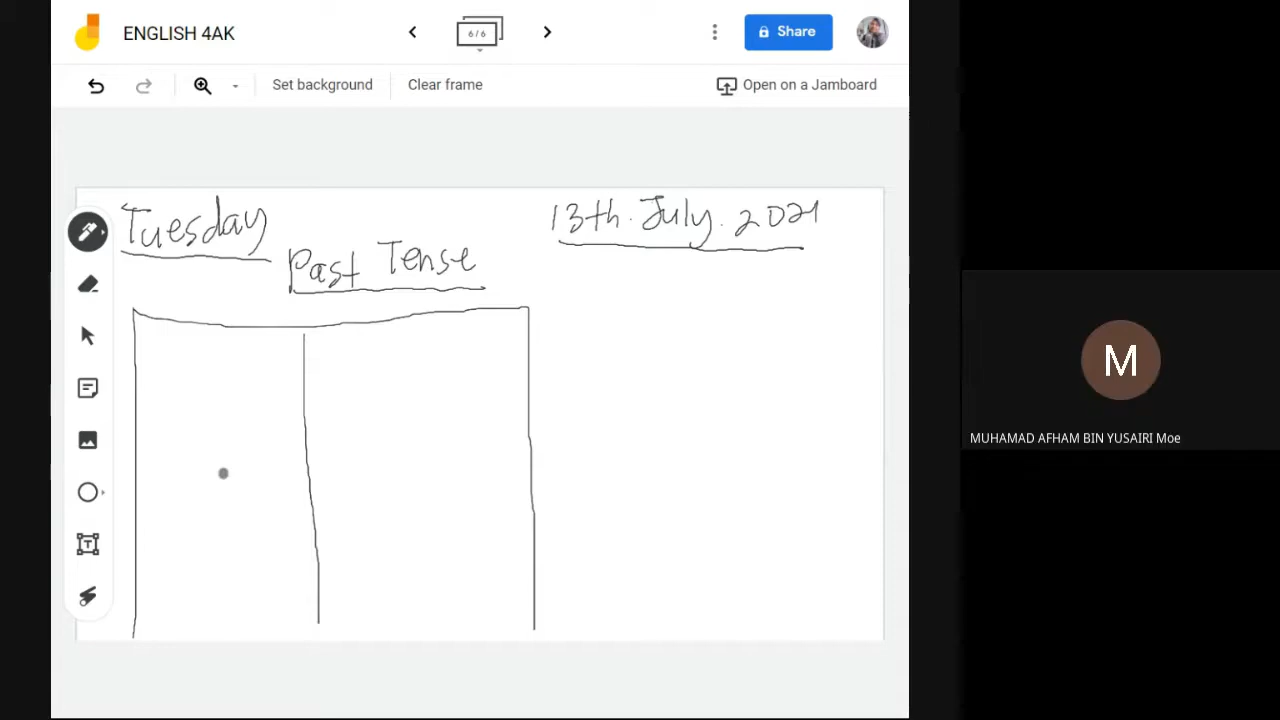 ENGLISH 4AK
6/6
Share
Set background
Clear frame
Open on a Jamboard
Tuesday
13th. July. 2021
Past Tense
M
MUHAMAD AFHAM BIN YUSAIRI Moe